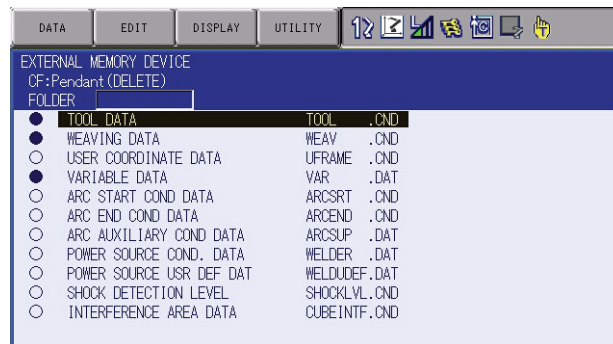 DATA EDIT DISPLAY UTILITY
EXTERNAL MEMORY DEVICE
CF:Pendant(DELETE)
FOLDER
TOOL DATA TOOL .CND
WEAVING DATA WEAV .CND
USER COORDINATE DATA UFRAME .CND
VARIABLE DATA VAR .DAT
ARC START COND DATA ARCSRT .CND
ARC END COND DATA ARCEND .CND
ARC AUXILIARY COND DATA ARCSUP .DAT
POWER SOURCE COND. DATA WELDER .DAT
POWER SOURCE USR DEF DAT WELDUDEF.DAT
SHOCK DETECTION LEVEL SHOCKLVL.CND
INTERFERENCE AREA DATA CUBEINTF.CND